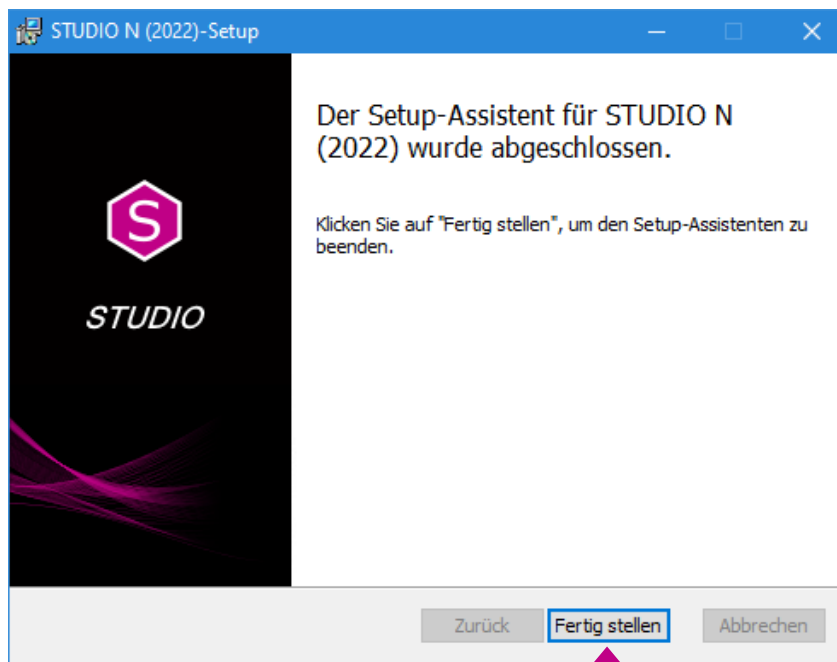 STUDIO N (2022)-Setup
Der Setup-Assistent für STUDIO N
(2022) wurde abgeschlossen.
Klicken Sie auf "Fertig stellen", um den Setup-Assistenten zu
beenden.
S
STUDIO
Zurück Fertig stellen Abbrechen